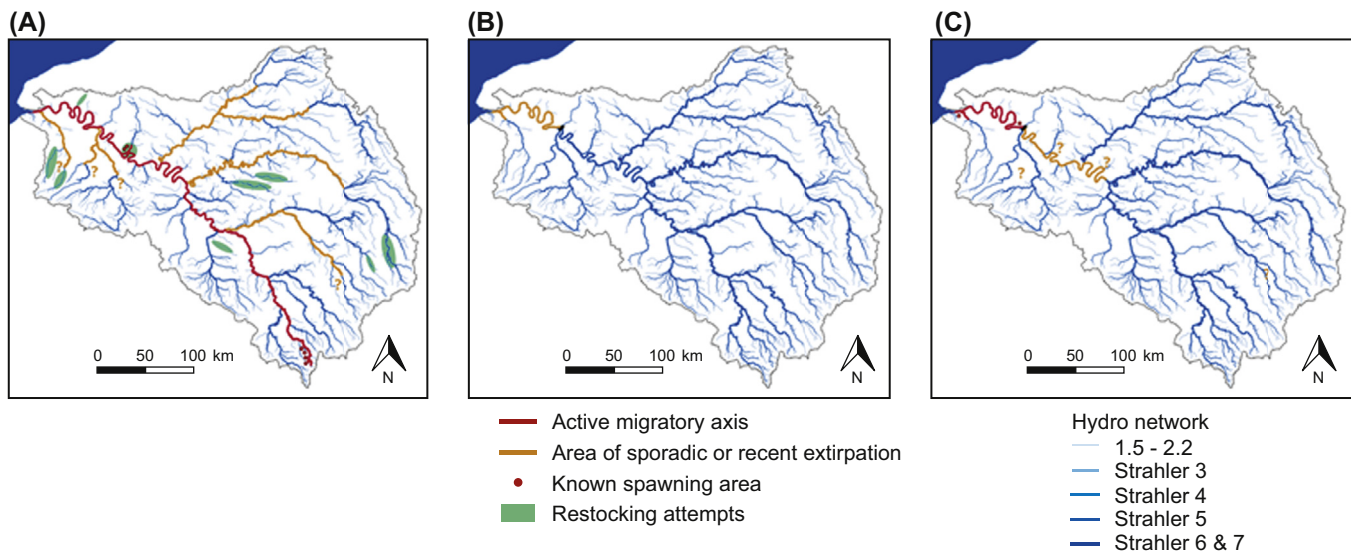 (A)
(B)
(C)
?
?
?
?
?
?
?
?
0 50 100 km
N
0 50 100 km
N
0 50 100 km
N
Active migratory axis
Area of sporadic or recent extirpation
Known spawning area
Restocking attempts
Hydro network
1.5 - 2.2
Strahler 3
Strahler 4
Strahler 5
Strahler 6 & 7